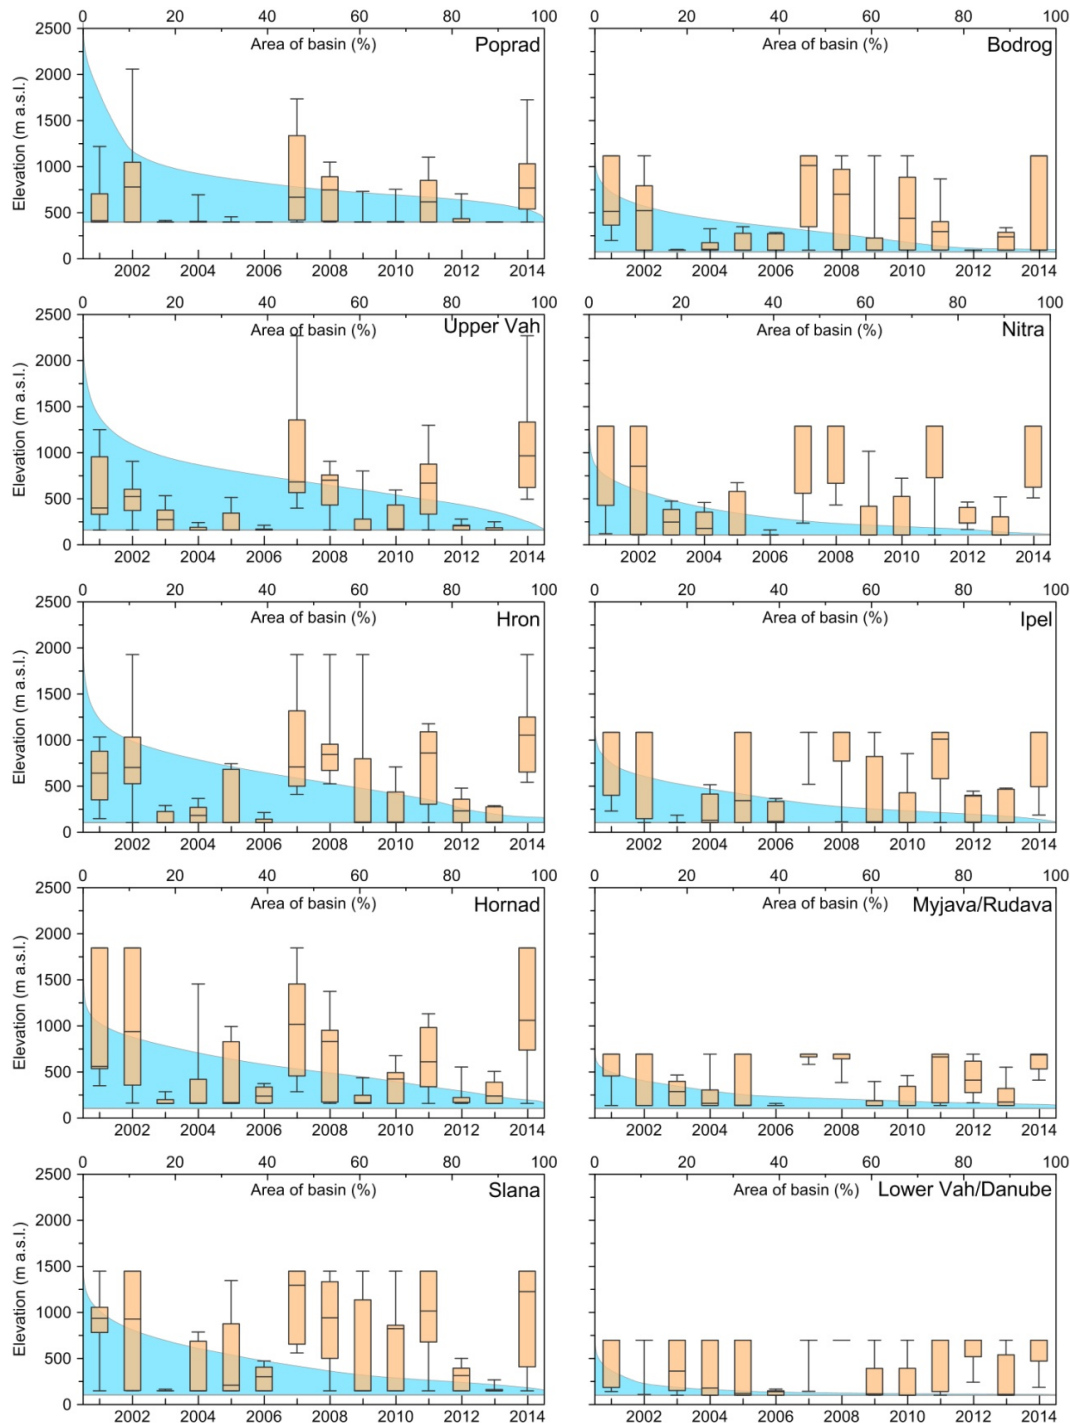 0 20 40 60 80 100 0 20 40 60 80 100
2500 Area of basin (%) Poprad Area of basin (%) Bodrog
2000
1500
1000
500
0
Elevation (m a.s.l.)
2002 2004 2006 2008 2010 2012 2014 2002 2004 2006 2008 2010 2012 2014
0 20 40 60 80 100 0 20 40 60 80 100
2500 Area of basin (%) Upper Vah Area of basin (%) Nitra
2000
1500
1000
500
0
Elevation (m a.s.l.)
2002 2004 2006 2008 2010 2012 2014 2002 2004 2006 2008 2010 2012 2014
0 20 40 60 80 100 0 20 40 60 80 100
2500 Area of basin (%) Hron Area of basin (%) Ipel
2000
1500
1000
500
0
Elevation (m a.s.l.)
2002 2004 2006 2008 2010 2012 2014 2002 2004 2006 2008 2010 2012 2014
0 20 40 60 80 100 0 20 40 60 80 100
2500 Area of basin (%) Hornad Area of basin (%) Myjava/Rudava
2000
1500
1000
500
0
Elevation (m a.s.l.)
2002 2004 2006 2008 2010 2012 2014 2002 2004 2006 2008 2010 2012 2014
0 20 40 60 80 100 0 20 40 60 80 100
2500 Area of basin (%) Slana Area of basin (%) Lower Vah/Danube
2000
1500
1000
500
0
Elevation (m a.s.l.)
2002 2004 2006 2008 2010 2012 2014 2002 2004 2006 2008 2010 2012 2014